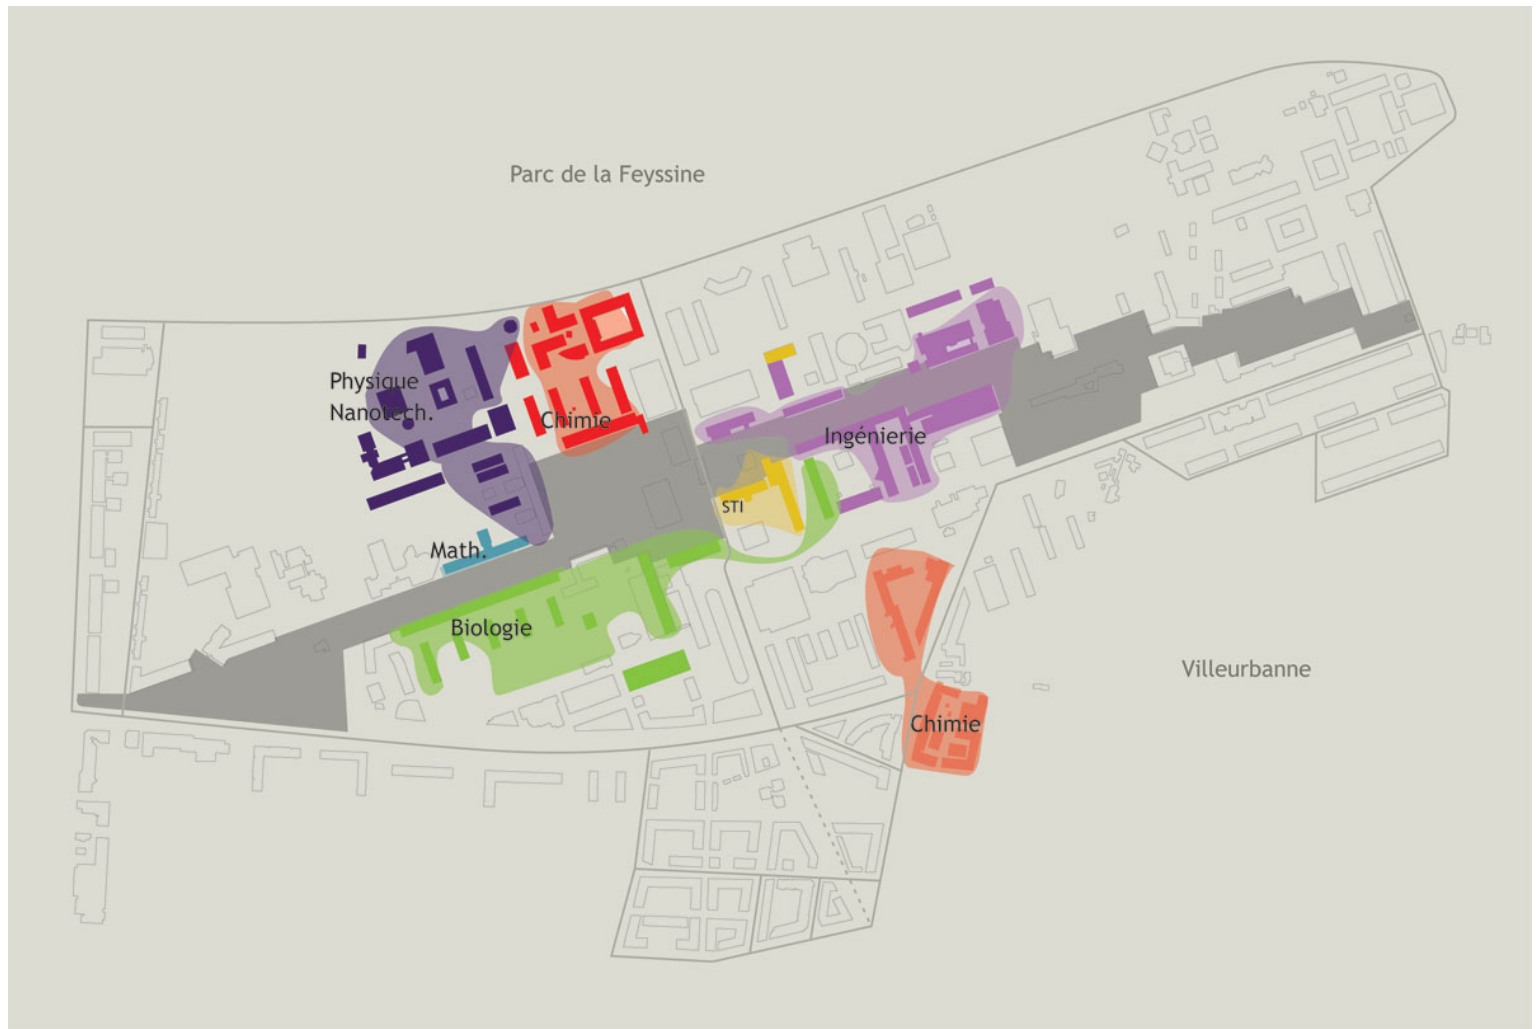 Parc de la Feyssine
Physique
Nanotech.
Chimie
Ingénierie
STI
Math.
Biologie
Villeurbanne
Chimie